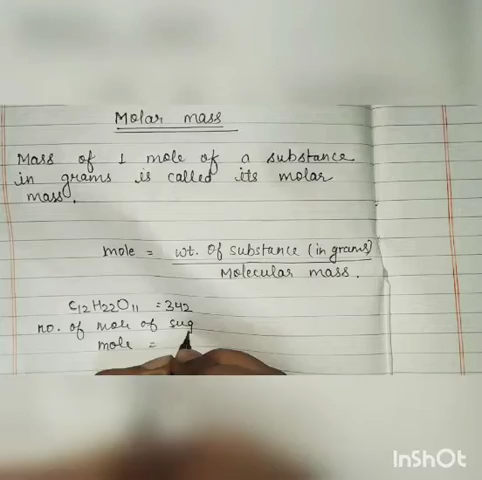 Molar mass
Mass of 1 mole of a substance
in grams is called its molar
mass.
mole = wt. of substance (in grams)
Molecular mass.
C12H22O11 = 342
no. of mole of sug
mole =
InShOt